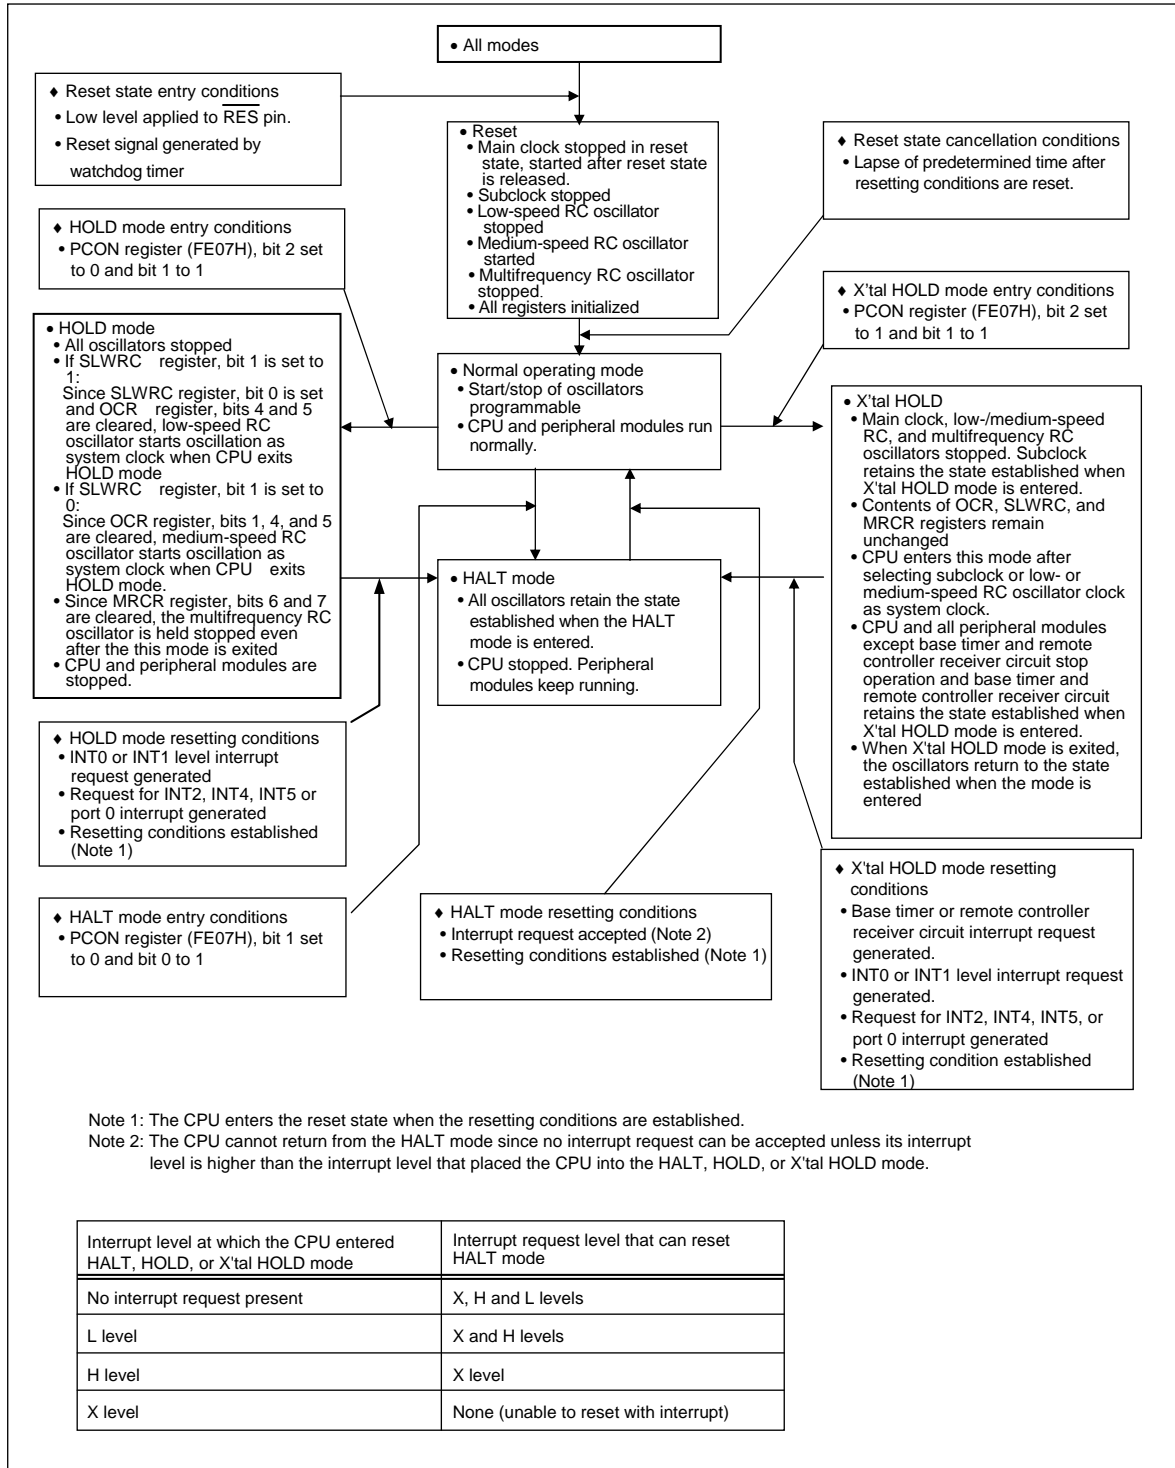 • All modes
♦ Reset state entry conditions
• Low level applied to RES pin.
• Reset signal generated by
watchdog timer
• Reset
• Main clock stopped in reset
state, started after reset state
is released.
• Subclock stopped
• Low-speed RC oscillator
stopped
• Medium-speed RC oscillator
started
• Multifrequency RC oscillator
stopped.
• All registers initialized
♦ Reset state cancellation conditions
• Lapse of predetermined time after
resetting conditions are reset.
♦ HOLD mode entry conditions
• PCON register (FE07H), bit 2 set
to 0 and bit 1 to 1
♦ X'tal HOLD mode entry conditions
• PCON register (FE07H), bit 2 set
to 1 and bit 1 to 1
• HOLD mode
• All oscillators stopped
• If SLWRC register, bit 1 is set to
1:
Since SLWRC register, bit 0 is set
and OCR register, bits 4 and 5
are cleared, low-speed RC
oscillator starts oscillation as
system clock when CPU exits
HOLD mode
• If SLWRC register, bit 1 is set to
0:
Since OCR register, bits 1, 4, and 5
are cleared, medium-speed RC
oscillator starts oscillation as
system clock when CPU exits
HOLD mode.
• Since MRCR register, bits 6 and 7
are cleared, the multifrequency RC
oscillator is held stopped even
after the this mode is exited
• CPU and peripheral modules are
stopped.
• Normal operating mode
• Start/stop of oscillators
programmable
• CPU and peripheral modules run
normally.
• X'tal HOLD
• Main clock, low-/medium-speed
RC, and multifrequency RC
oscillators stopped. Subclock
retains the state established when
X'tal HOLD mode is entered.
• Contents of OCR, SLWRC, and
MRCR registers remain
unchanged
• CPU enters this mode after
selecting subclock or low- or
medium-speed RC oscillator clock
as system clock.
• CPU and all peripheral modules
except base timer and remote
controller receiver circuit stop
operation and base timer and
remote controller receiver circuit
retains the state established when
X'tal HOLD mode is entered.
• When X'tal HOLD mode is exited,
the oscillators return to the state
established when the mode is
entered
• HALT mode
• All oscillators retain the state
established when the HALT
mode is entered.
• CPU stopped. Peripheral
modules keep running.
♦ HOLD mode resetting conditions
• INT0 or INT1 level interrupt
request generated
• Request for INT2, INT4, INT5 or
port 0 interrupt generated
• Resetting conditions established
(Note 1)
♦ HALT mode entry conditions
• PCON register (FE07H), bit 1 set
to 0 and bit 0 to 1
♦ HALT mode resetting conditions
• Interrupt request accepted (Note 2)
• Resetting conditions established (Note 1)
♦ X'tal HOLD mode resetting
conditions
• Base timer or remote controller
receiver circuit interrupt request
generated.
• INT0 or INT1 level interrupt request
generated.
• Request for INT2, INT4, INT5, or
port 0 interrupt generated
• Resetting condition established
(Note 1)
Note 1: The CPU enters the reset state when the resetting conditions are established.
Note 2: The CPU cannot return from the HALT mode since no interrupt request can be accepted unless its interrupt
level is higher than the interrupt level that placed the CPU into the HALT, HOLD, or X'tal HOLD mode.
Interrupt level at which the CPU entered
HALT, HOLD, or X'tal HOLD mode
Interrupt request level that can reset
HALT mode
No interrupt request present
X, H and L levels
L level
X and H levels
H level
X level
X level
None (unable to reset with interrupt)